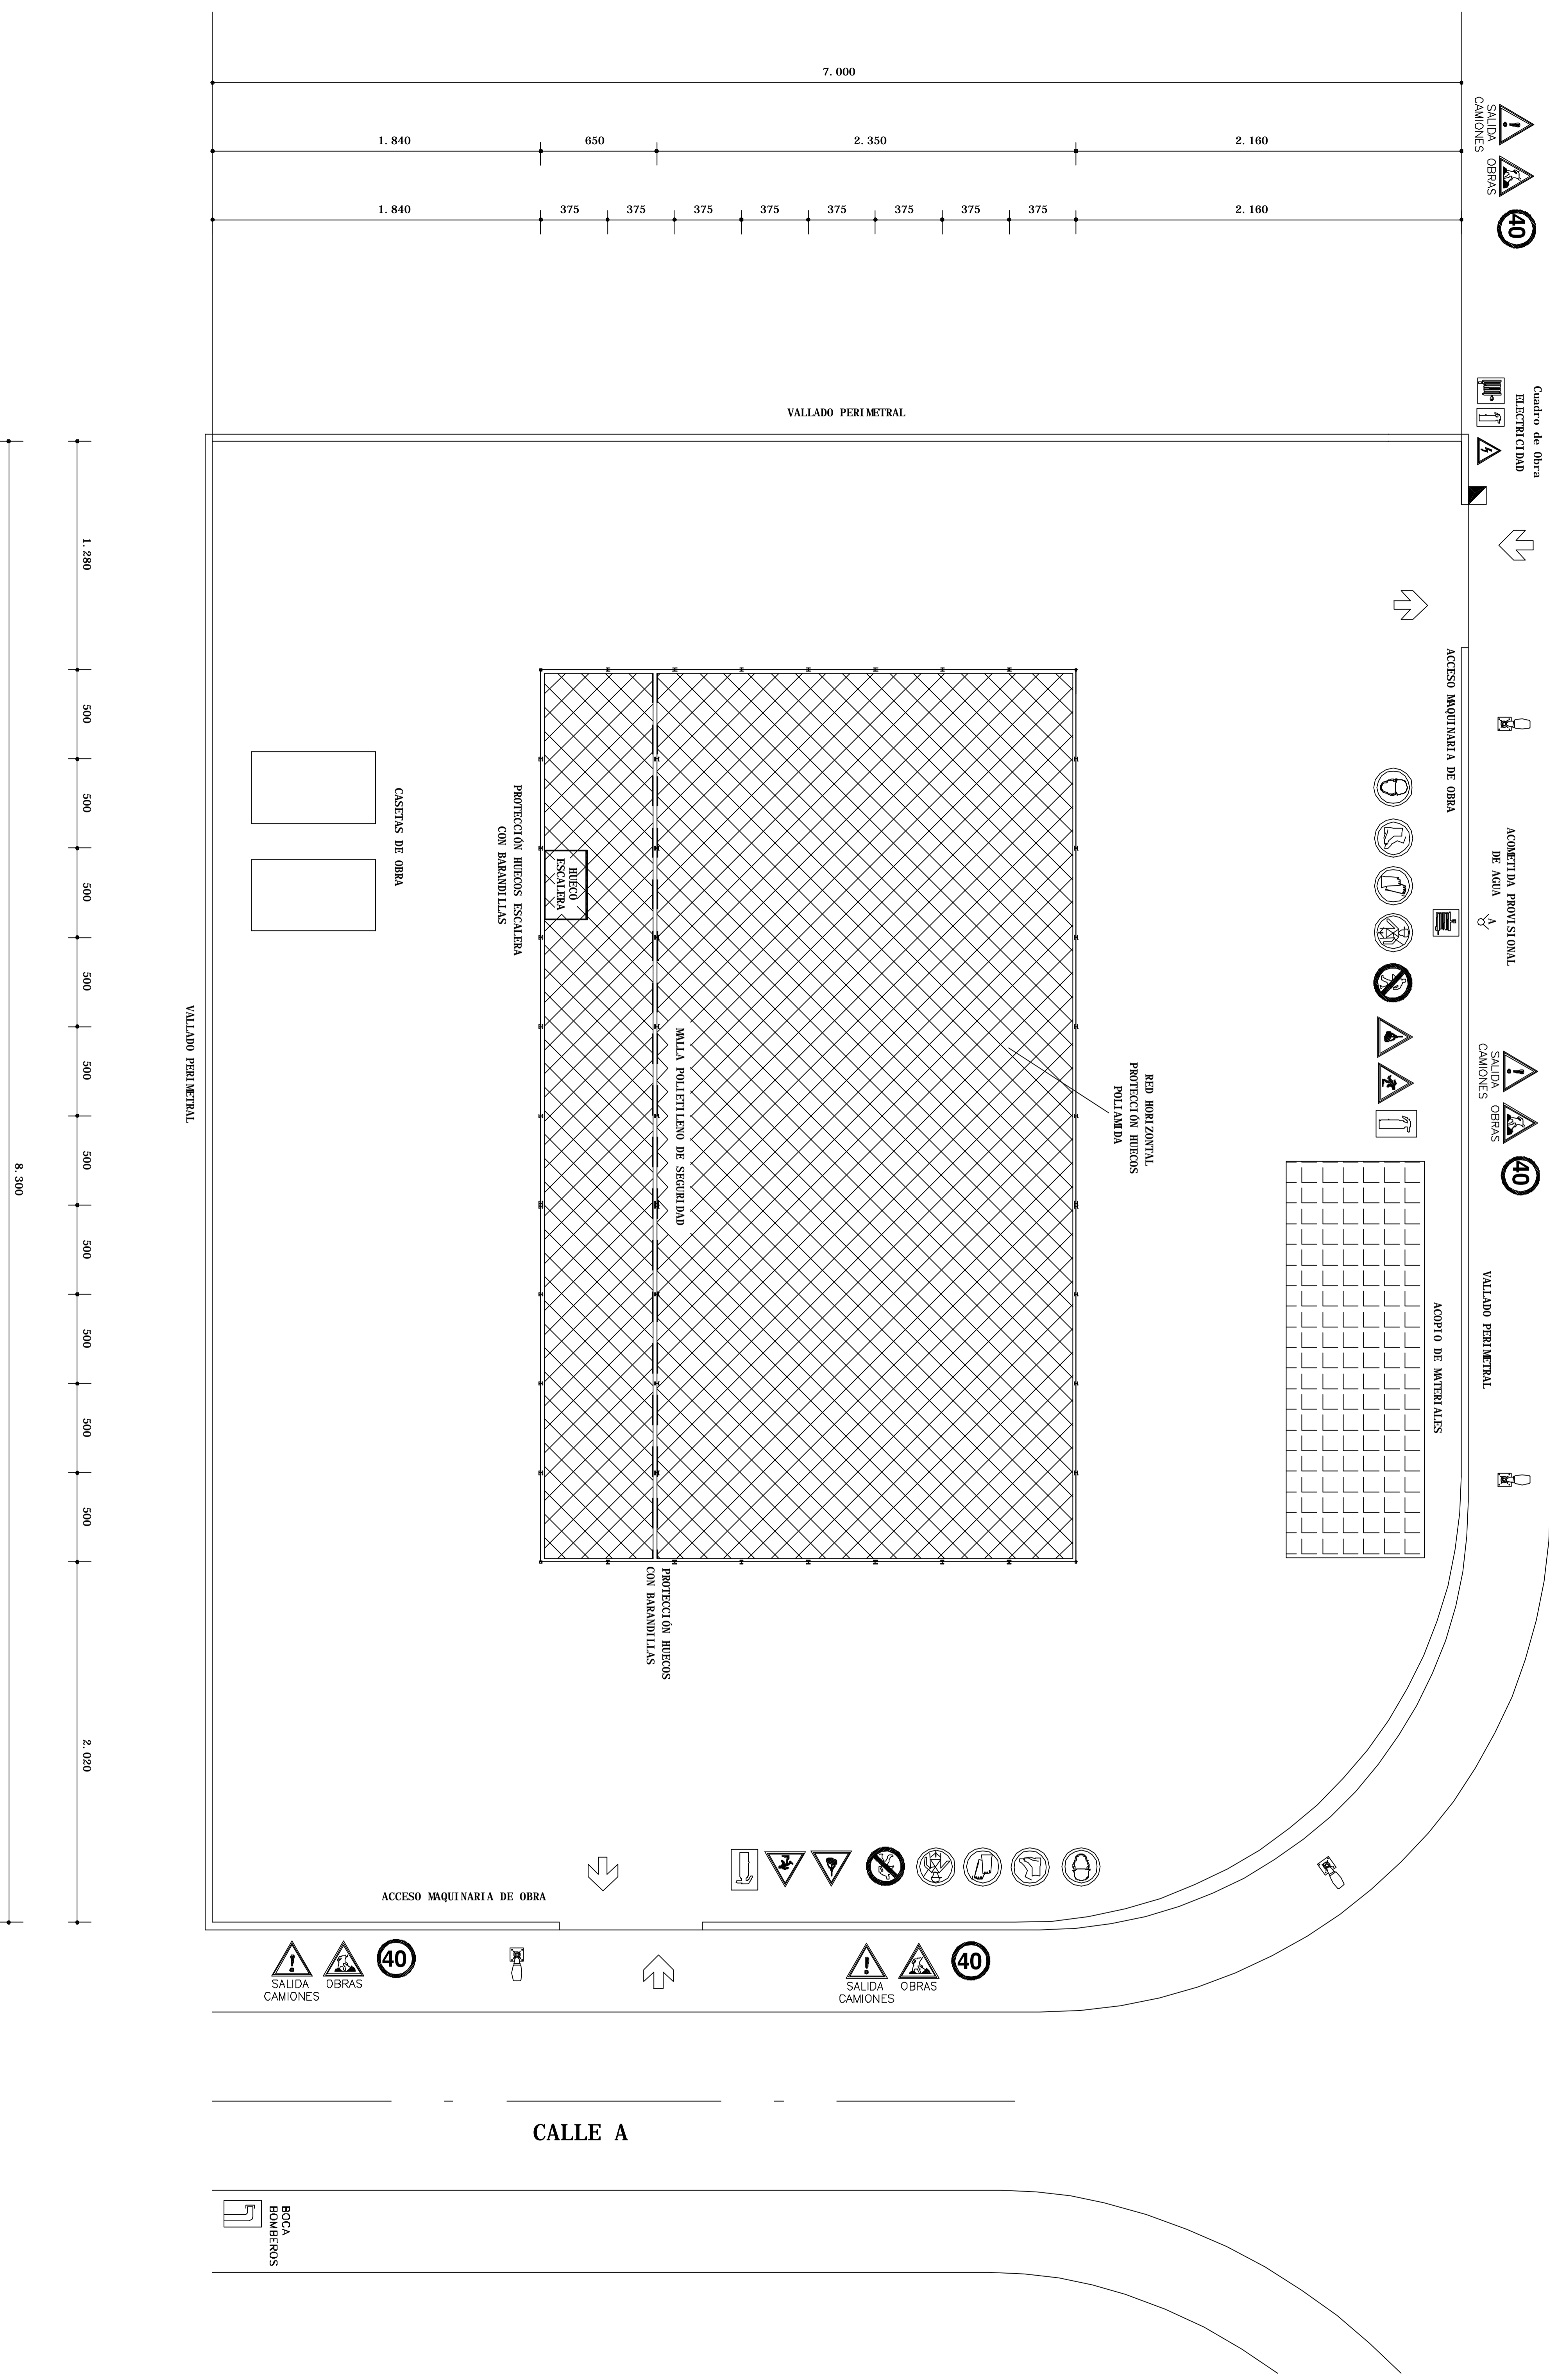 7.000
1.840
650
2.350
2.160
1.840
375
375
375
375
375
375
375
375
2.160
SALIDA
CAMIONES
OBRAS
40
VALLADO PERIMETRAL
Cuadro de Obra
ELECTRICIDAD
8.300
1.280
500
500
500
500
500
500
500
500
500
500
2.020
VALLADO PERIMETRAL
CASETAS DE OBRA
PROTECCIÓN HUECOS ESCALERA
CON BARANDILLAS
HUECO
ESCALERA
MALLA POLIETILENO DE SEGURIDAD
RED HORIZONTAL
PROTECCIÓN HUECOS
POLIAMIDA
ACCESO MAQUINARIA DE OBRA
ACOMETIDA PROVISIONAL
DE AGUA
A
SALIDA
CAMIONES
OBRAS
40
ACOPIO DE MATERIALES
VALLADO PERIMETRAL
PROTECCIÓN HUECOS
CON BARANDILLAS
ACCESO MAQUINARIA DE OBRA
SALIDA
CAMIONES
OBRAS
40
SALIDA
CAMIONES
OBRAS
40
CALLE A
BOCA
BOMBEROS